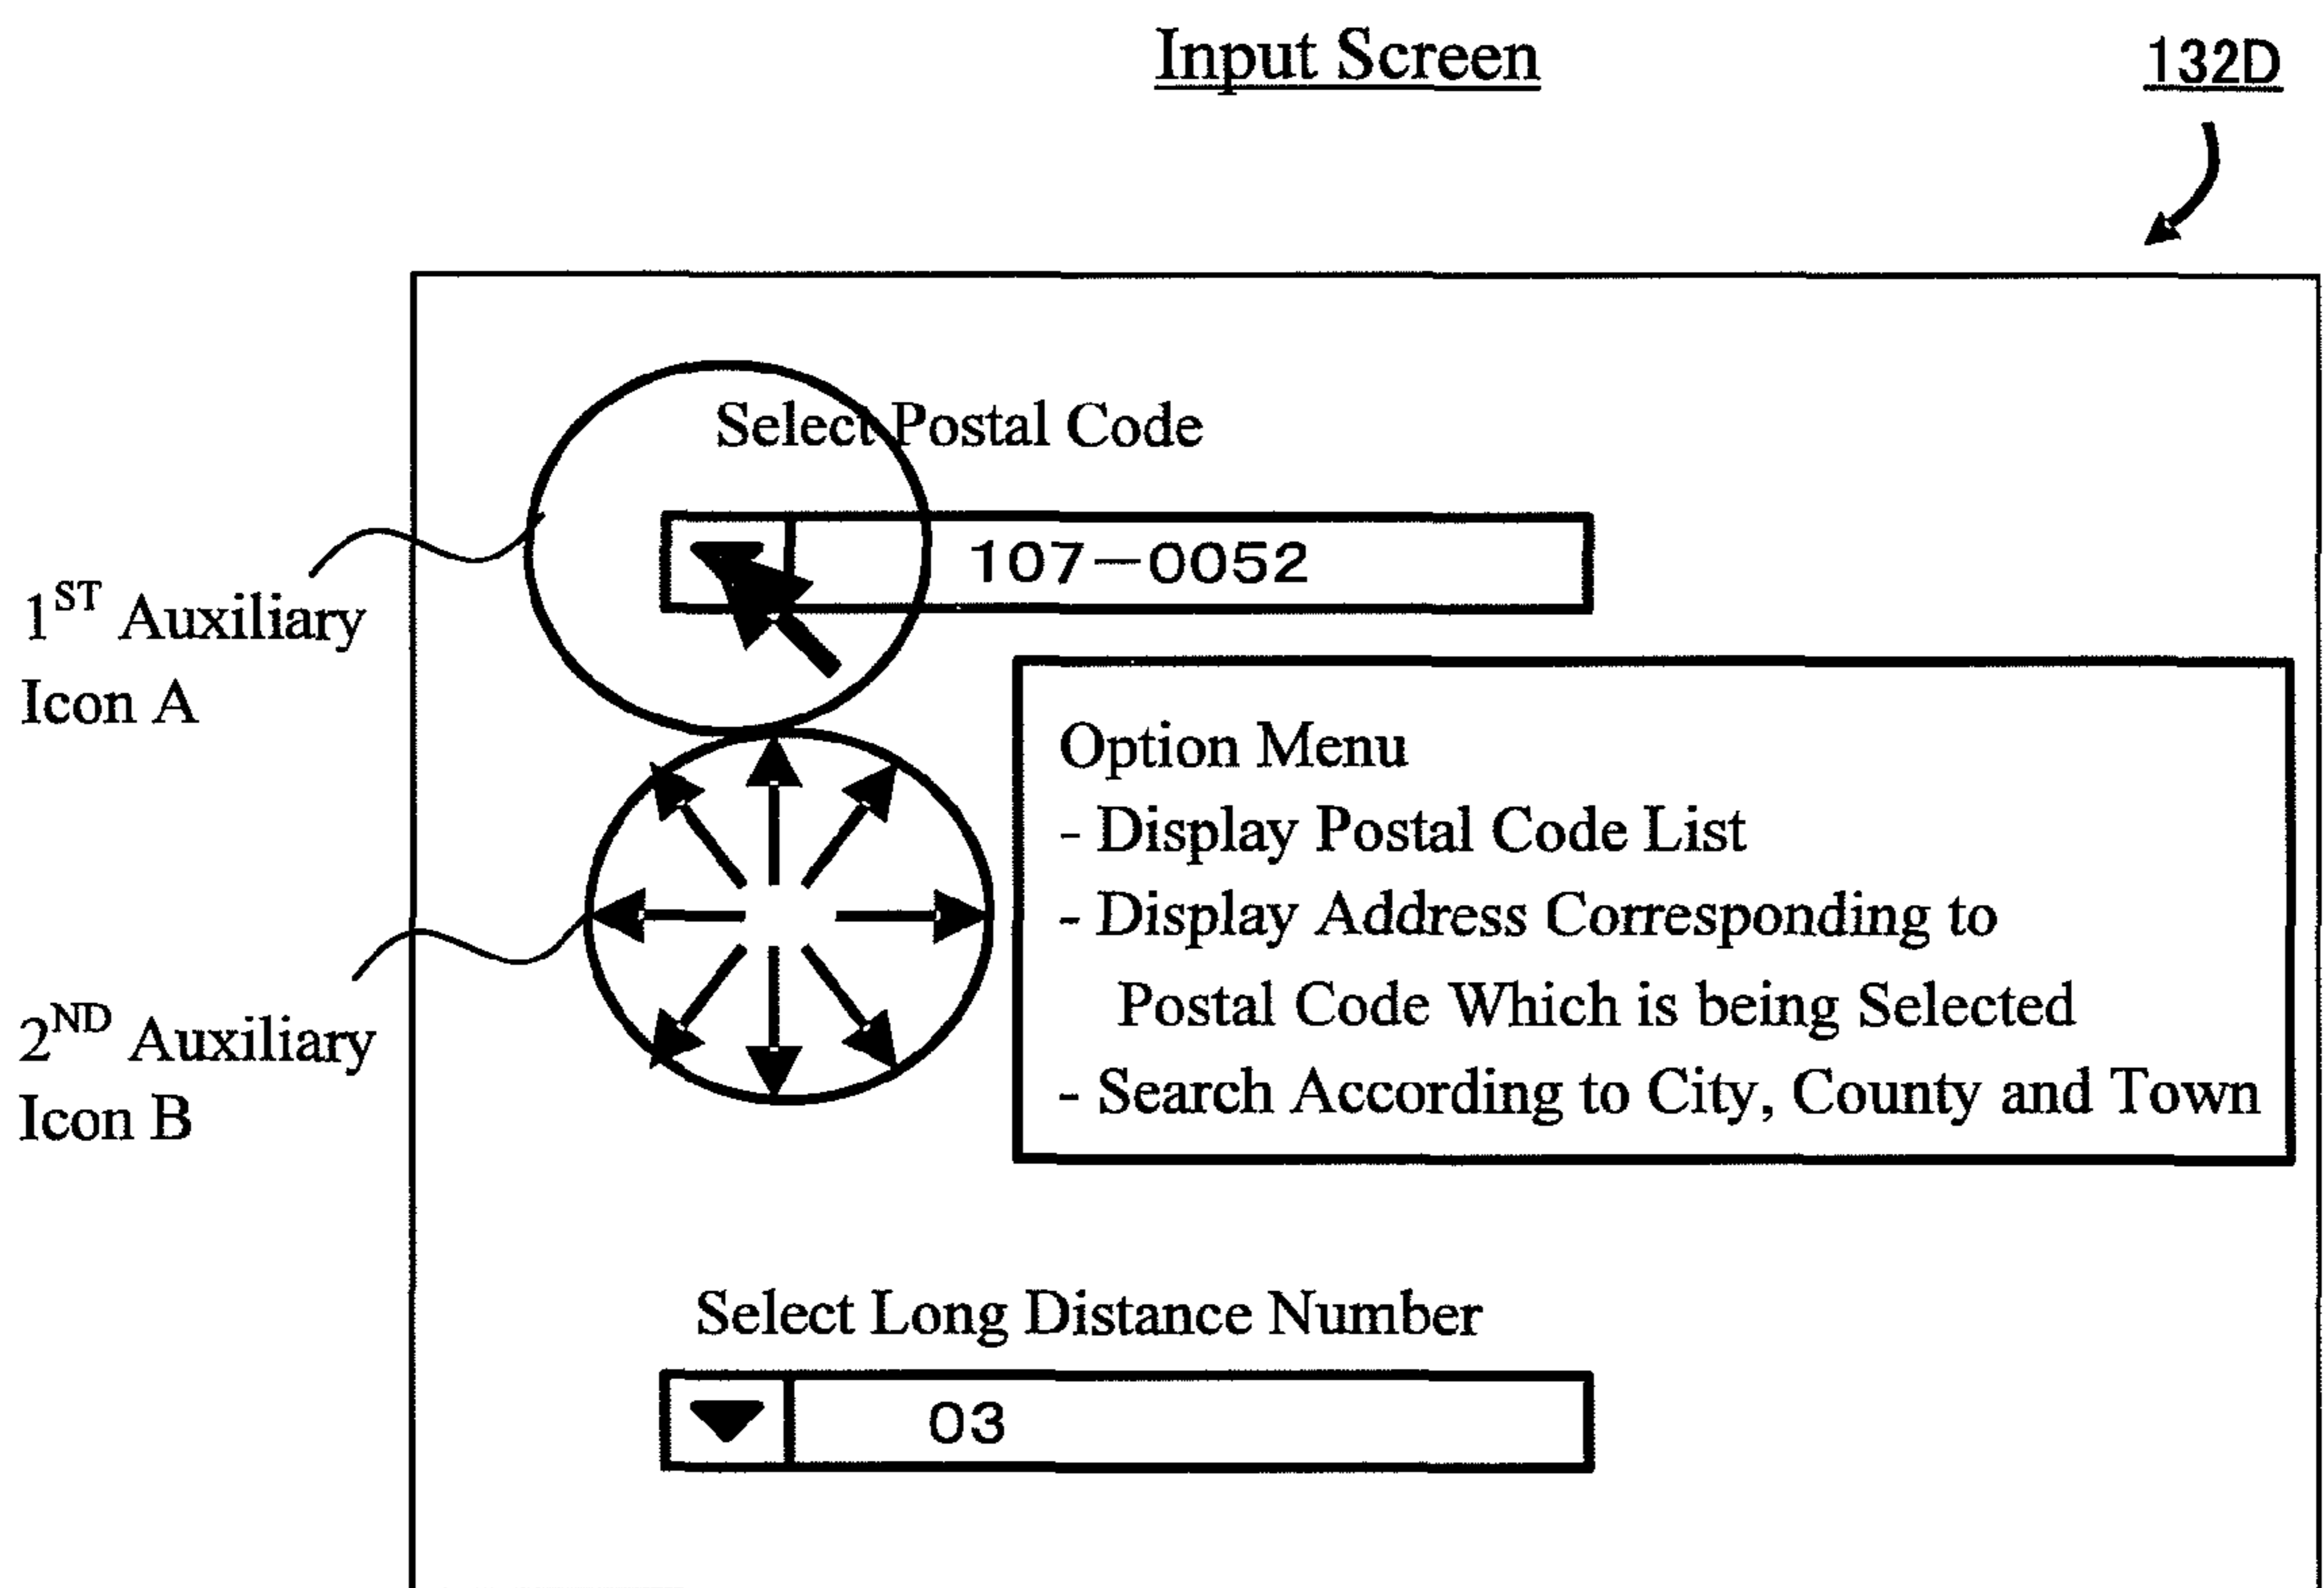 Input Screen
132D
Select Postal Code
107-0052
1ST Auxiliary
Icon A
Option Menu
- Display Postal Code List
- Display Address Corresponding to
Postal Code Which is being Selected
- Search According to City, County and Town
2ND Auxiliary
Icon B
Select Long Distance Number
03